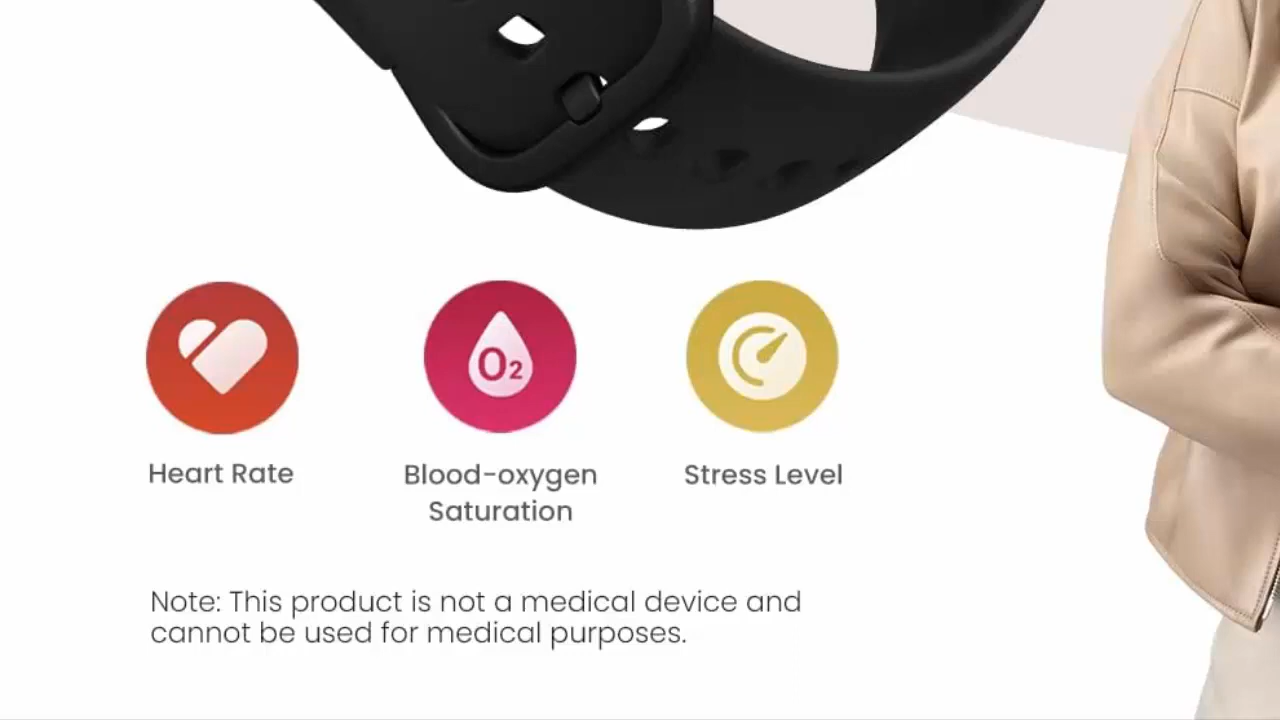 O2
Heart Rate
Blood-oxygen
Saturation
Stress Level
Note: This product is not a medical device and
cannot be used for medical purposes.